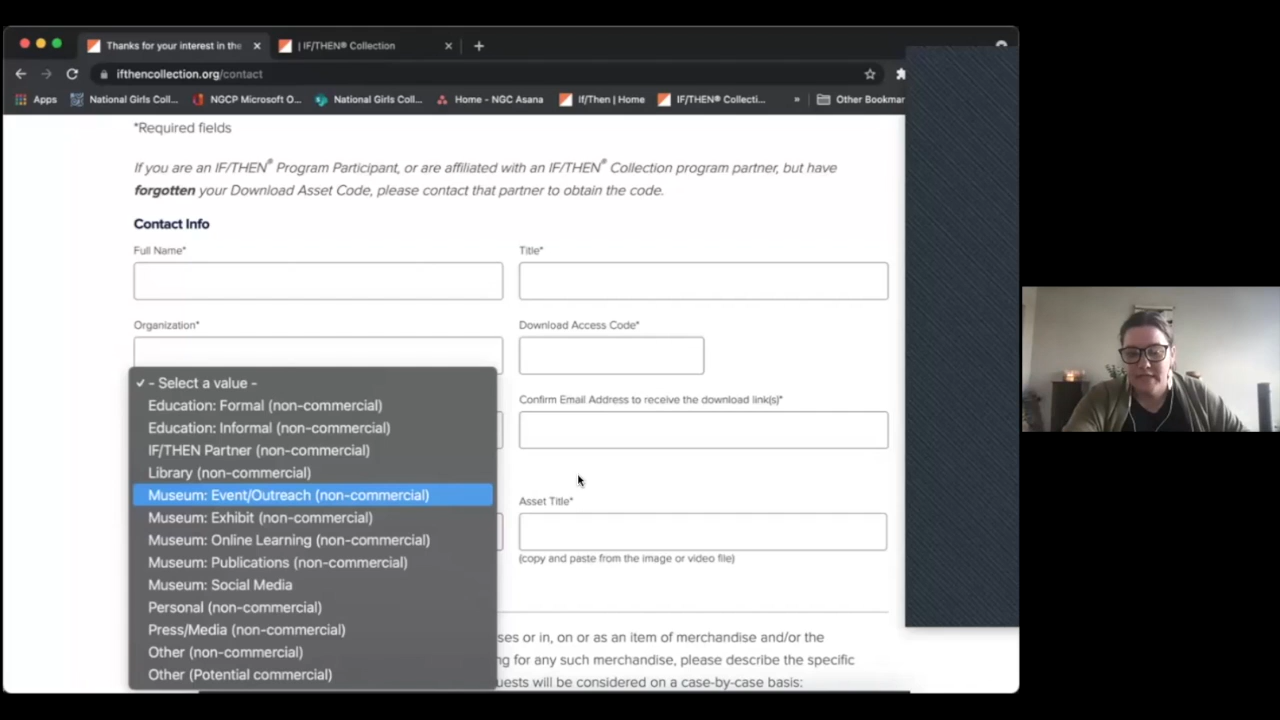 Thanks for your interest in the
| IF/THEN® Collection
ifthencollection.org/contact
Apps
National Girls Coll...
NGCP Microsoft O...
National Girls Coll...
Home - NGC Asana
If/Then | Home
IF/THEN® Collecti...
»
Other Bookmar
*Required fields
If you are an IF/THEN® Program Participant, or are affiliated with an IF/THEN® Collection program partner, but have
forgotten your Download Asset Code, please contact that partner to obtain the code.
Contact Info
Full Name*
Title*
Organization*
Download Access Code*
✓ - Select a value -
Education: Formal (non-commercial)
Confirm Email Address to receive the download link(s)*
Education: Informal (non-commercial)
IF/THEN Partner (non-commercial)
Library (non-commercial)
Museum: Event/Outreach (non-commercial)
Asset Title*
Museum: Exhibit (non-commercial)
Museum: Online Learning (non-commercial)
Museum: Publications (non-commercial)
(copy and paste from the image or video file)
Museum: Social Media
Personal (non-commercial)
Press/Media (non-commercial)
Other (non-commercial)
Other (Potential commercial)
ses or in, on or as an item of merchandise and/or the
ng for any such merchandise, please describe the specific
uests will be considered on a case-by-case basis: